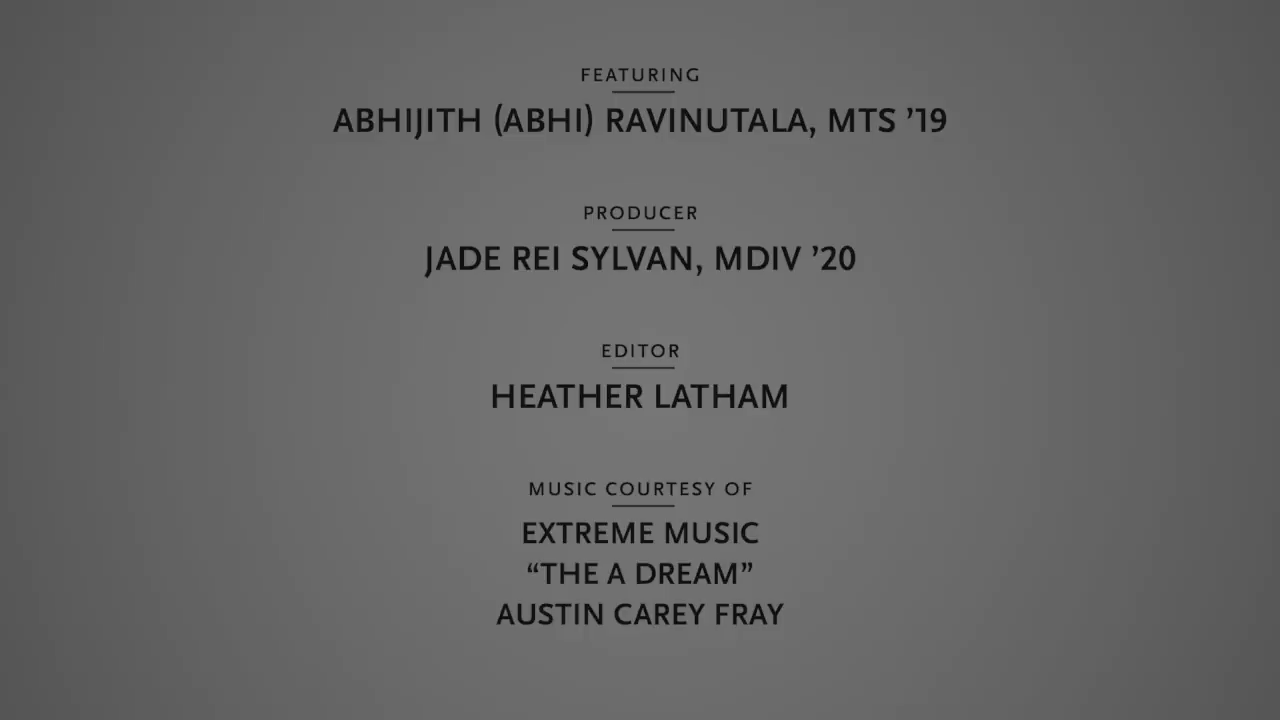 FEATURING
ABHIJITH (ABHI) RAVINUTALA, MTS ’19
PRODUCER
JADE REI SYLVAN, MDIV ’20
EDITOR
HEATHER LATHAM
MUSIC COURTESY OF
EXTREME MUSIC
“THE A DREAM”
AUSTIN CAREY FRAY